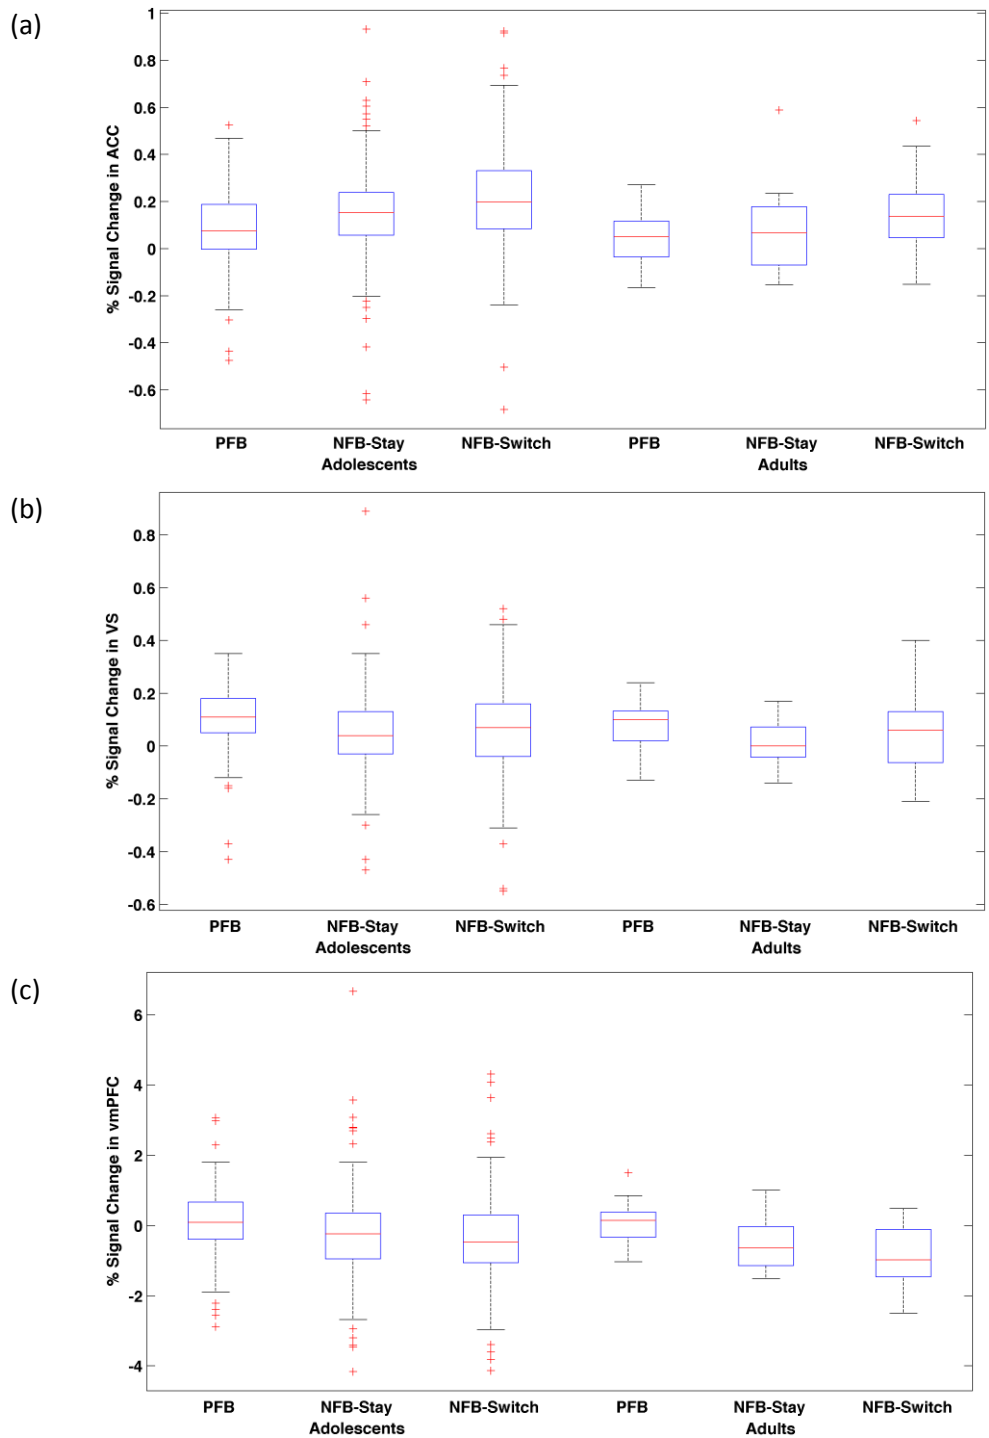 (a)
% Signal Change in ACC
1
0.8
0.6
0.4
0.2
0
-0.2
-0.4
-0.6
PFB NFB-Stay NFB-Switch PFB NFB-Stay NFB-Switch
Adolescents Adults
(b)
% Signal Change in VS
0.8
0.6
0.4
0.2
0
-0.2
-0.4
-0.6
PFB NFB-Stay NFB-Switch PFB NFB-Stay NFB-Switch
Adolescents Adults
(c)
% Signal Change in vmPFC
6
4
2
0
-2
-4
PFB NFB-Stay NFB-Switch PFB NFB-Stay NFB-Switch
Adolescents Adults